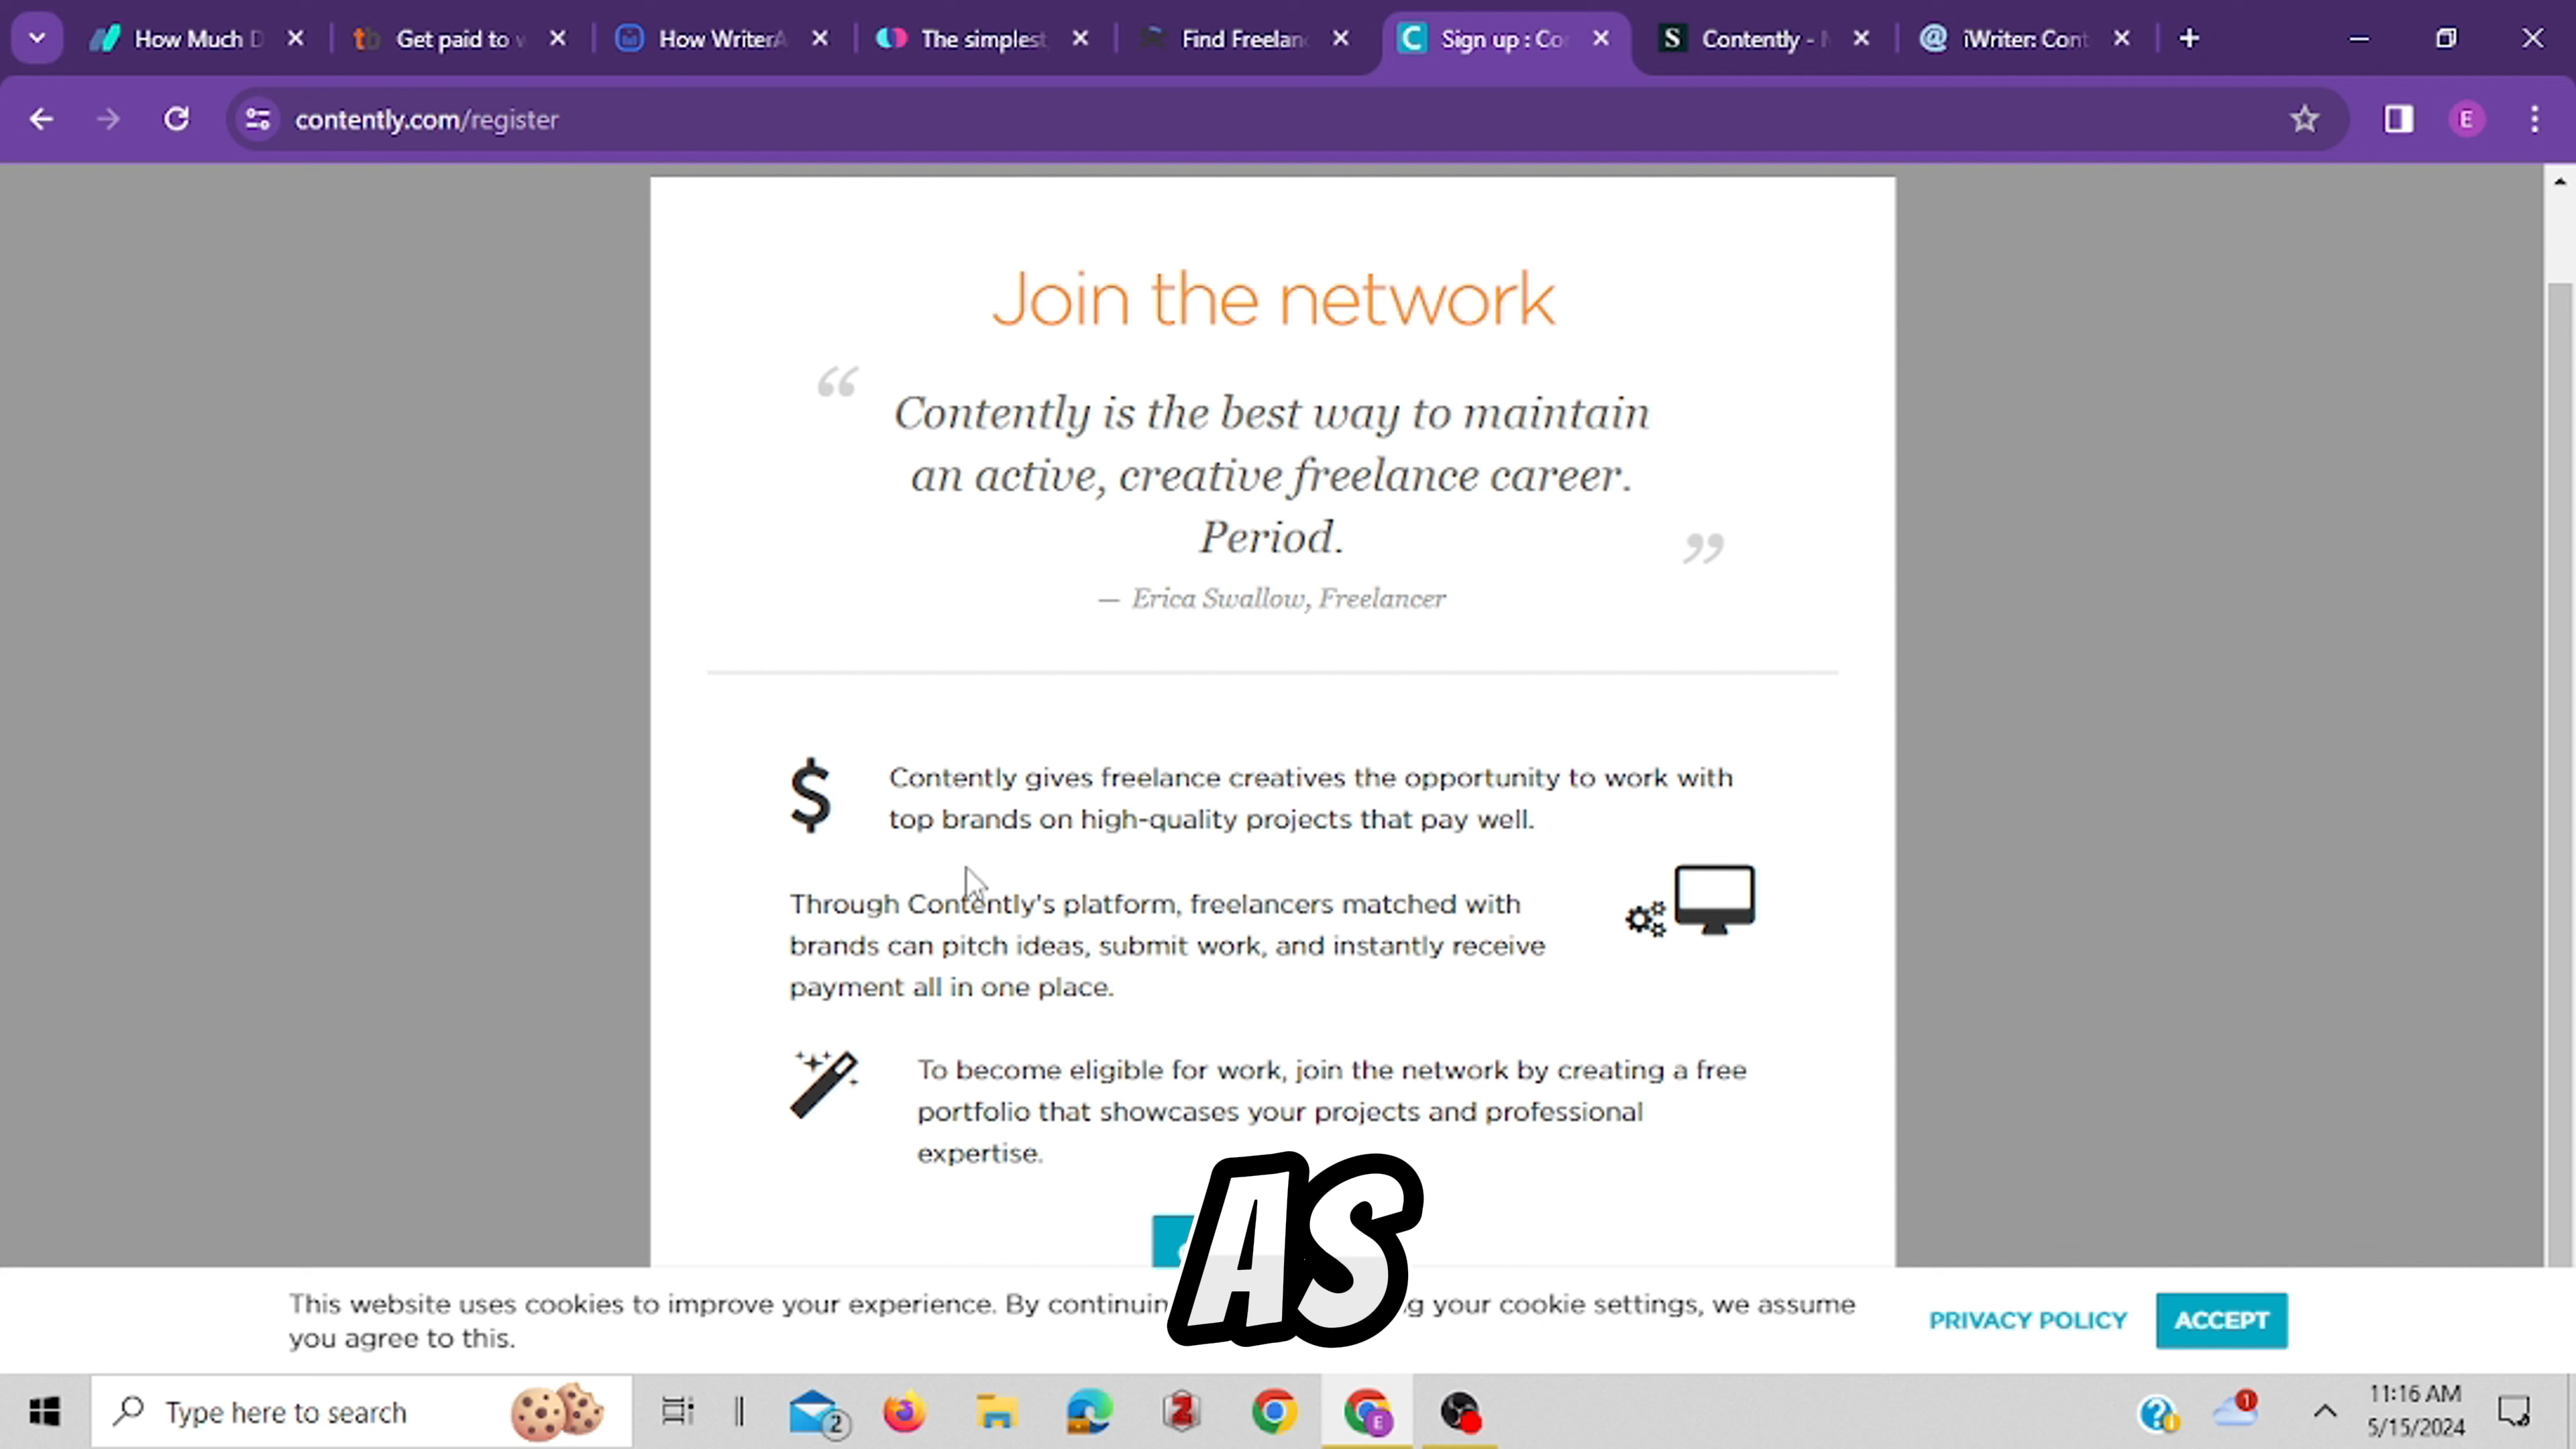 How Much D
Get paid to w
How WriterA
The simplest
Find Freelanc
Sign up : Co
Contently - 
iWriter: Cont
contently.com/register
E
Join the network
“ Contently is the best way to maintain
an active, creative freelance career.
Period. ”
— Erica Swallow, Freelancer
$
Contently gives freelance creatives the opportunity to work with
top brands on high-quality projects that pay well.
Through Contently's platform, freelancers matched with
brands can pitch ideas, submit work, and instantly receive
payment all in one place.
To become eligible for work, join the network by creating a free
portfolio that showcases your projects and professional
expertise.
AS
This website uses cookies to improve your experience. By continuin g your cookie settings, we assume
you agree to this.
PRIVACY POLICY
ACCEPT
Type here to search
2
E
1
11:16 AM
5/15/2024